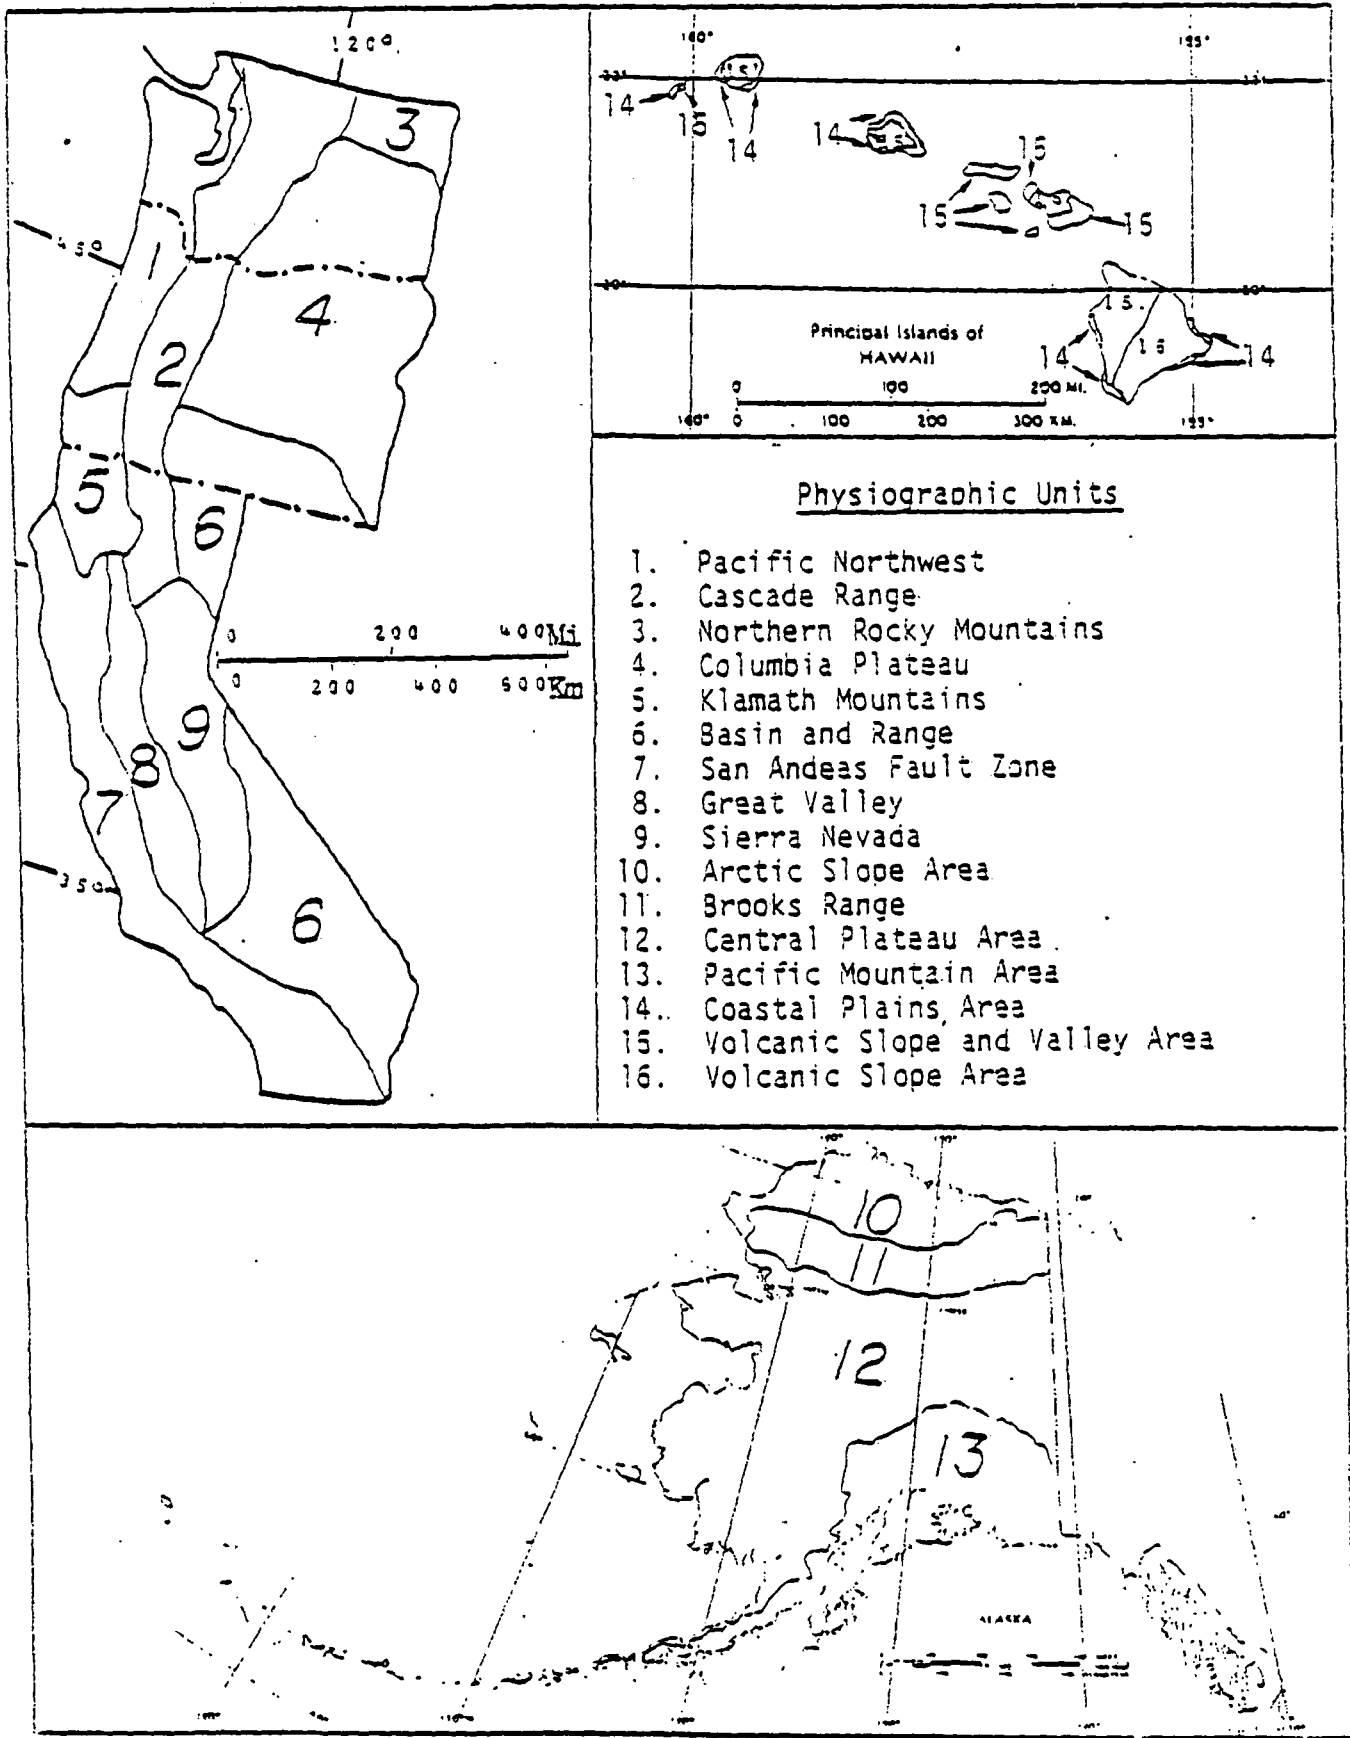 120°
3
45°
1
4
2
5
6
0 200 400 Mi
0 200 400 500 Km
9
8
7
35°
6
160° 155°
14 15 14
14 15
15
15 15
Principal Islands of
HAWAII
0 100 200 MI.
0 100 200 300 KM.
160° 155°
15.
14 16 14
Physiographic Units
1. Pacific Northwest
2. Cascade Range
3. Northern Rocky Mountains
4. Columbia Plateau
5. Klamath Mountains
6. Basin and Range
7. San Andeas Fault Zone
8. Great Valley
9. Sierra Nevada
10. Arctic Slope Area
11. Brooks Range
12. Central Plateau Area
13. Pacific Mountain Area
14. Coastal Plains Area
15. Volcanic Slope and Valley Area
16. Volcanic Slope Area
10
11
12
13
ALASKA